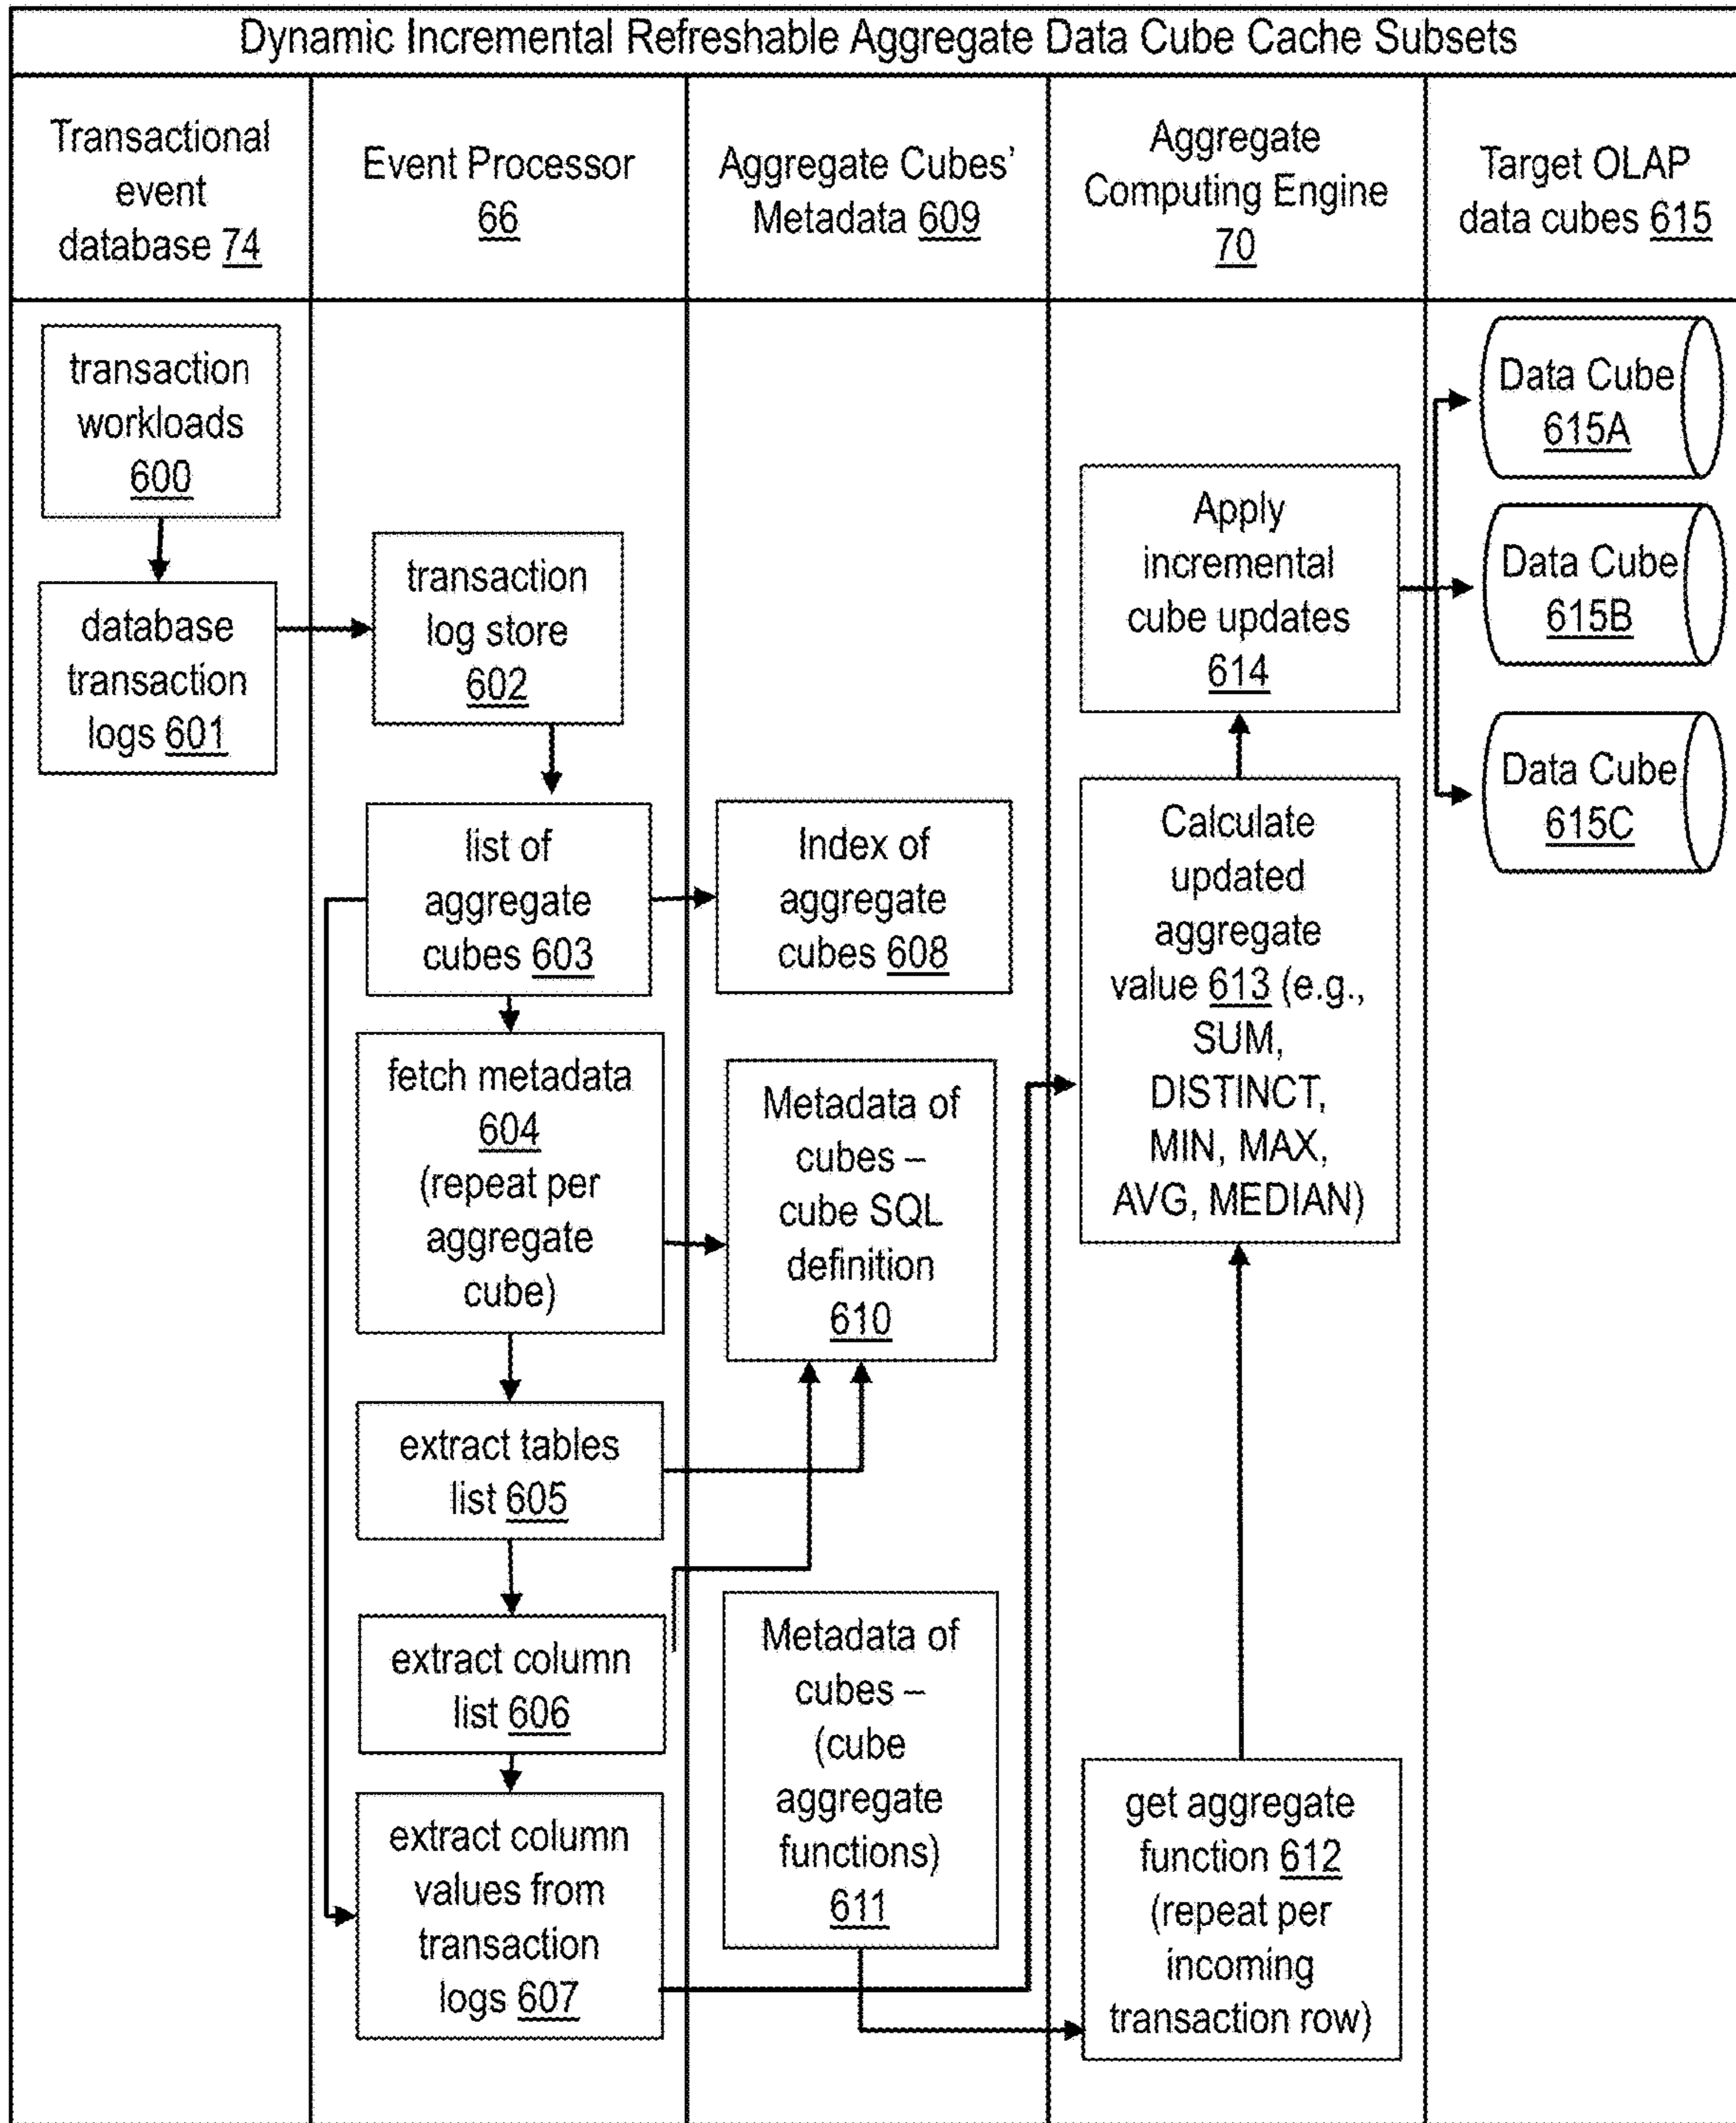 Dynamic Incremental Refreshable Aggregate Data Cube Cache Subsets
Transactional
event
database 74
Event Processor
66
Aggregate Cubes'
Metadata 609
Aggregate
Computing Engine
70
Target OLAP
data cubes 615
transaction
workloads
600
database
transaction
logs 601
transaction
log store
602
list of
aggregate
cubes 603
fetch metadata
604
(repeat per
aggregate
cube)
extract tables
list 605
extract column
list 606
extract column
values from
transaction
logs 607
Index of
aggregate
cubes 608
Metadata of
cubes –
cube SQL
definition
610
Metadata of
cubes –
(cube
aggregate
functions)
611
Apply
incremental
cube updates
614
Calculate
updated
aggregate
value 613 (e.g.,
SUM,
DISTINCT,
MIN, MAX,
AVG, MEDIAN)
get aggregate
function 612
(repeat per
incoming
transaction row)
Data Cube
615A
Data Cube
615B
Data Cube
615C